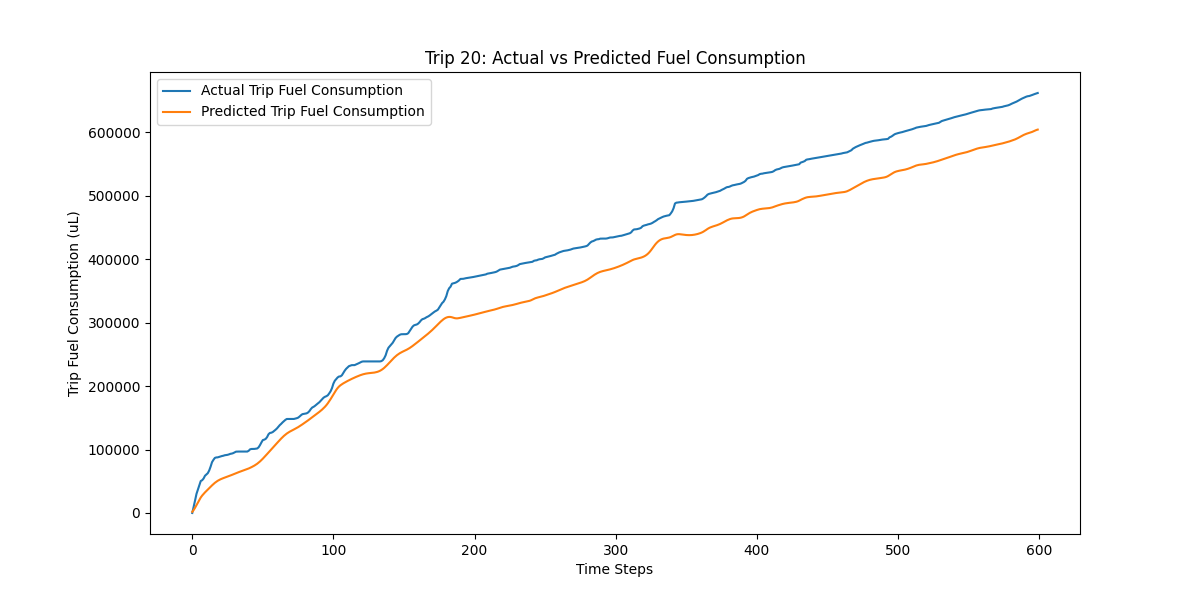 Trip 20: Actual vs Predicted Fuel Consumption
Actual Trip Fuel Consumption
Predicted Trip Fuel Consumption
Trip Fuel Consumption (uL)
600000
500000
400000
300000
200000
100000
0
0 100 200 300 400 500 600
Time Steps